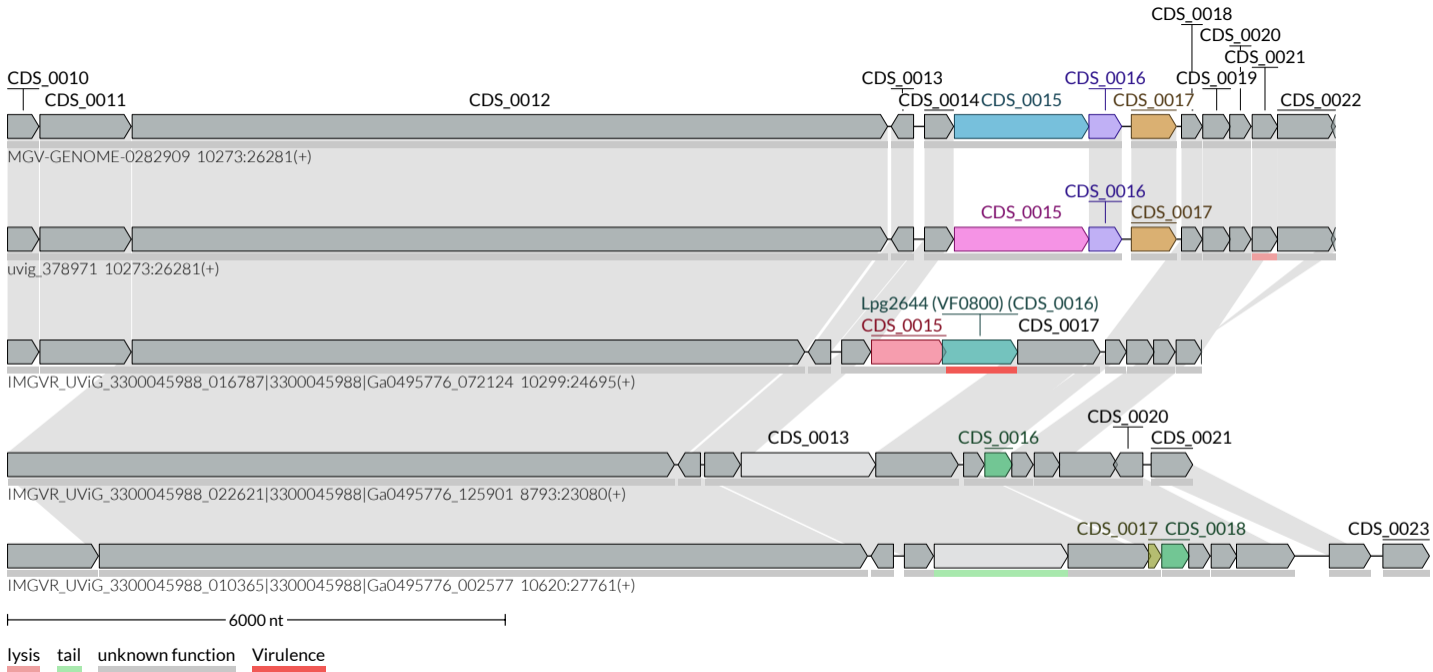 CDS_0018
CDS_0020
CDS_0021
CDS_0010 CDS_0013 CDS_0016 CDS_0019
CDS_0011 CDS_0012 CDS_0014 CDS_0015 CDS_0017 CDS_0022
MGV-GENOME-0282909 10273:26281(+)
CDS_0016
CDS_0015 CDS_0017
uvig_378971 10273:26281(+)
Lpg2644 (VF0800) (CDS_0016)
CDS_0015 CDS_0017
IMGVR_UViG_3300045988_016787|3300045988|Ga0495776_072124 10299:24695(+)
CDS_0020
CDS_0013 CDS_0016 CDS_0021
IMGVR_UViG_3300045988_022621|3300045988|Ga0495776_125901 8793:23080(+)
CDS_0017 CDS_0018 CDS_0023
IMGVR_UViG_3300045988_010365|3300045988|Ga0495776_002577 10620:27761(+)
6000 nt
lysis tail unknown function Virulence